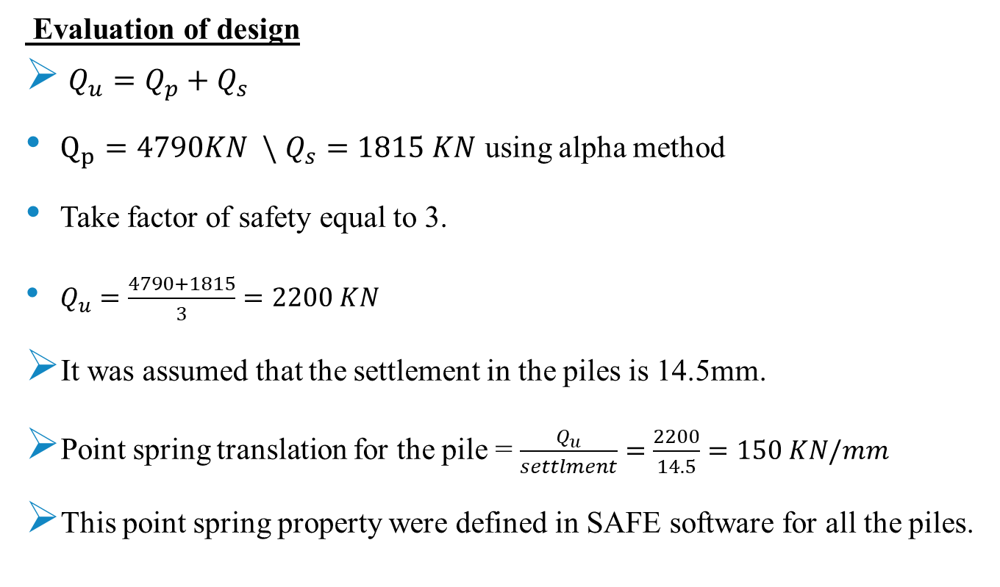 Evaluation of design
➢ Q_u = Q_p + Q_s
• Q_p = 4790KN \ Q_s = 1815 KN using alpha method
• Take factor of safety equal to 3.
• Q_u = \frac{4790+1815}{3} = 2200 KN
➢ It was assumed that the settlement in the piles is 14.5mm.
➢ Point spring translation for the pile = \frac{Q_u}{settlment} = \frac{2200}{14.5} = 150 KN/mm
➢ This point spring property were defined in SAFE software for all the piles.